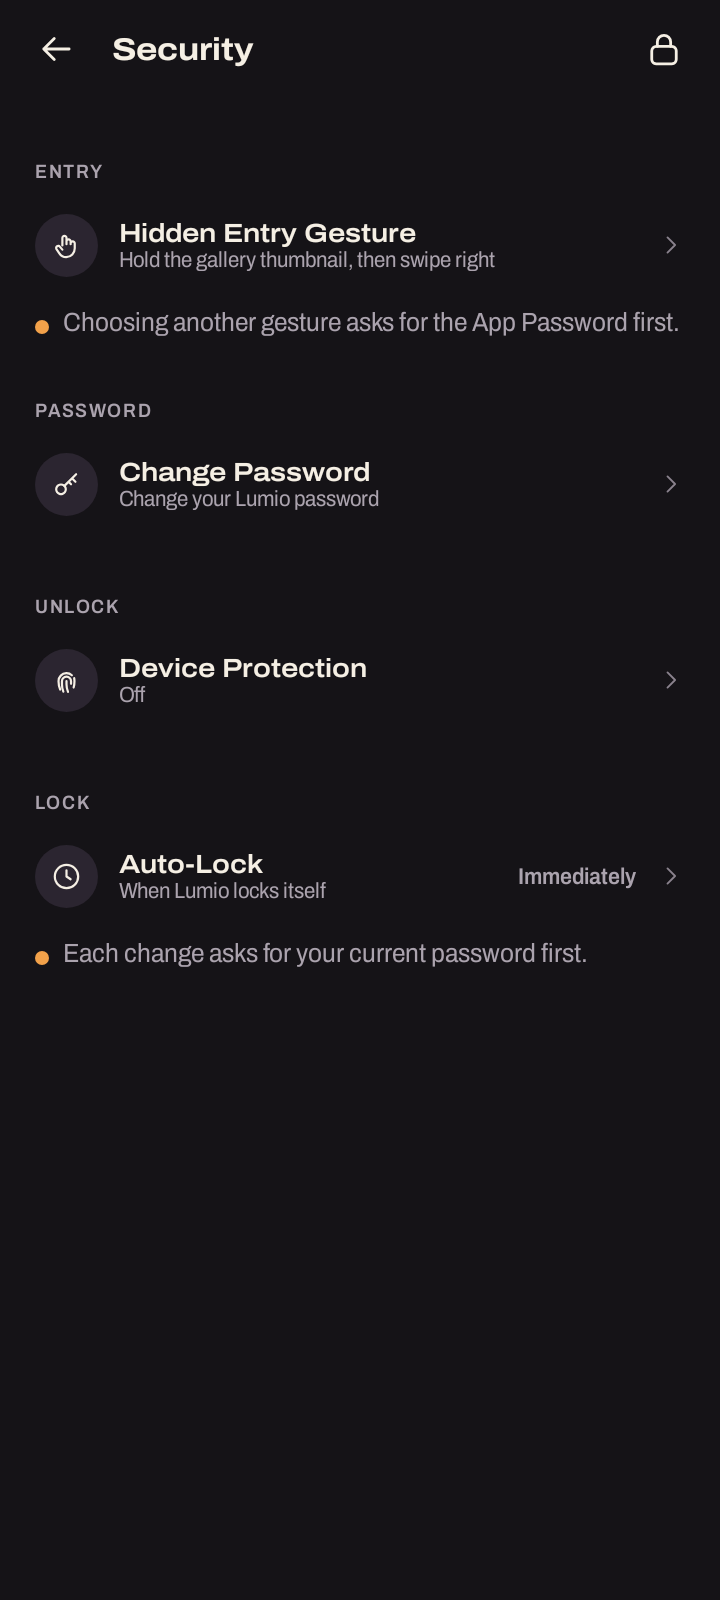 Security
ENTRY
Hidden Entry Gesture
Hold the gallery thumbnail, then swipe right
Choosing another gesture asks for the App Password first.
PASSWORD
Change Password
Change your Lumio password
UNLOCK
Device Protection
Off
LOCK
Auto-Lock
When Lumio locks itself
Immediately
Each change asks for your current password first.